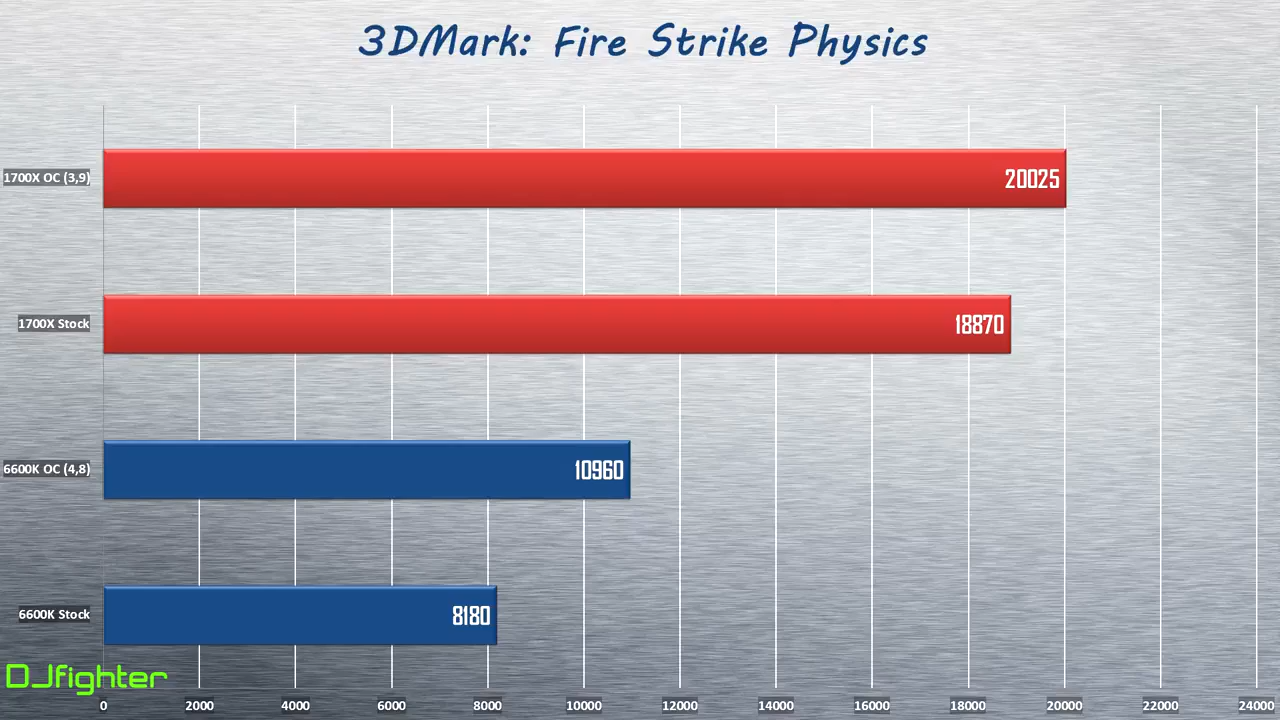 3DMark: Fire Strike Physics
1700X OC (3,9)
20025
1700X Stock
18870
6600K OC (4,8)
10960
6600K Stock
8180
DJfighter
0 2000 4000 6000 8000 10000 12000 14000 16000 18000 20000 22000 24000